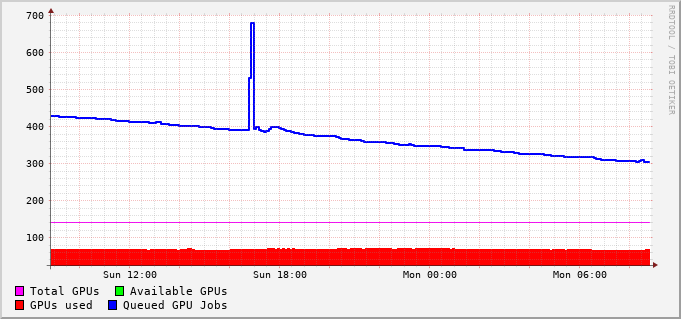 700
600
500
400
300
200
100
Sun 12:00 Sun 18:00 Mon 00:00 Mon 06:00
Total GPUs Available GPUs
GPUs used Queued GPU Jobs
RRDTOOL / TOBI OETIKER